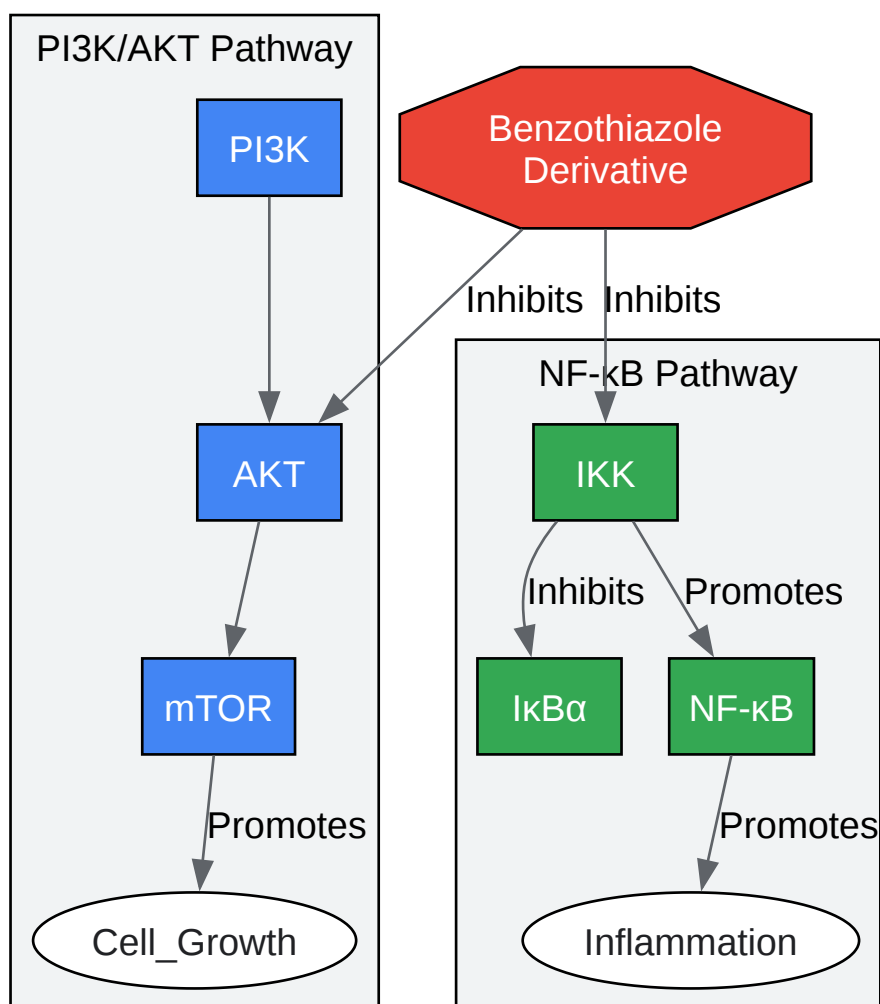 PI3K/AKT Pathway
PI3K
Benzothiazole
Derivative
Inhibits
Inhibits
NF-κB Pathway
AKT
IKK
Inhibits
Promotes
mTOR
IκBα
NF-κB
Promotes
Promotes
Cell_Growth
Inflammation